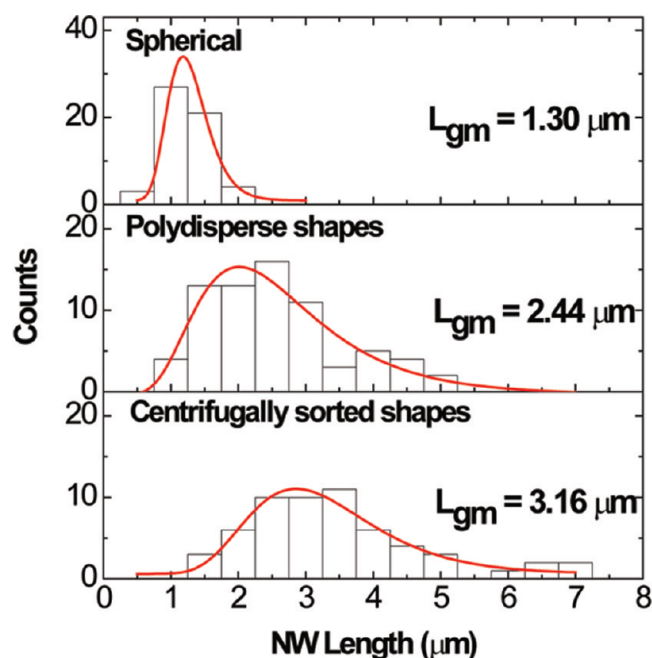 40
Spherical
20
L_gm = 1.30 μm
0
20
Polydisperse shapes
10
L_gm = 2.44 μm
0
Centrifugally sorted shapes
20
10
L_gm = 3.16 μm
0
0 1 2 3 4 5 6 7 8
NW Length (μm)
Counts